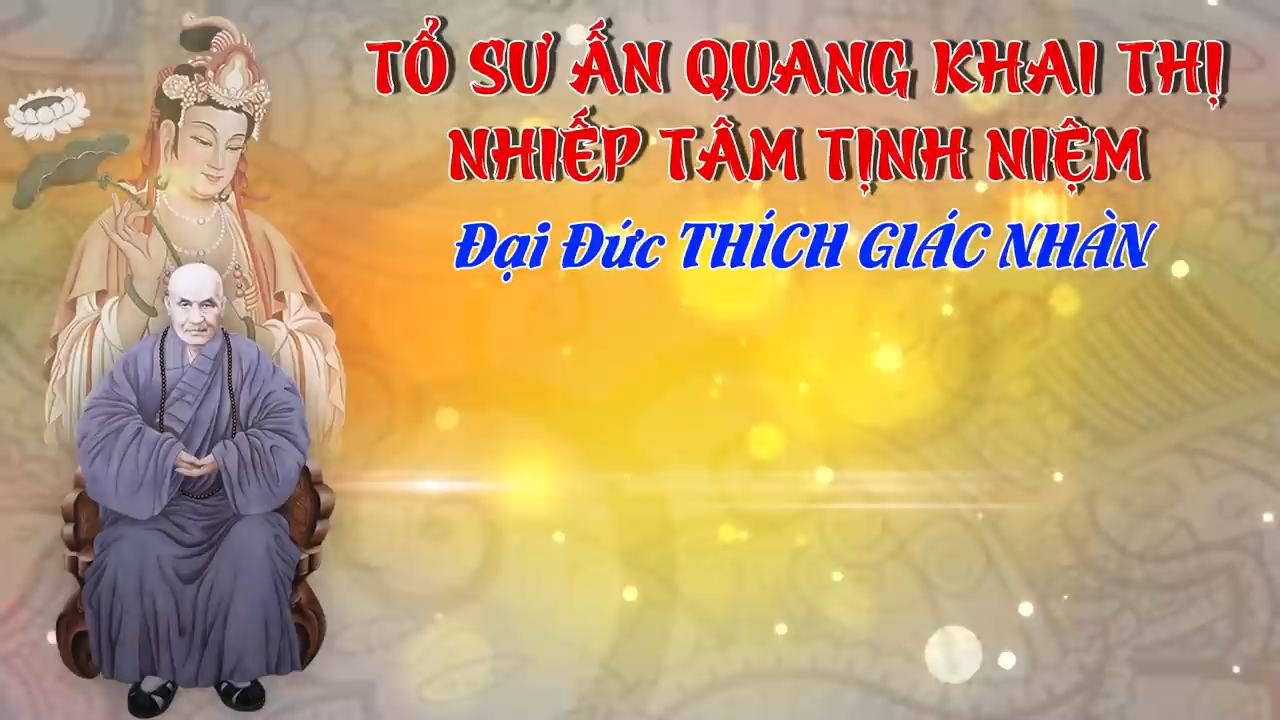 TỔ SƯ ẤN QUANG KHAI THỊ
NHIẾP TÂM TỊNH NIỆM
Đại Đức THÍCH GIÁC NHÀN